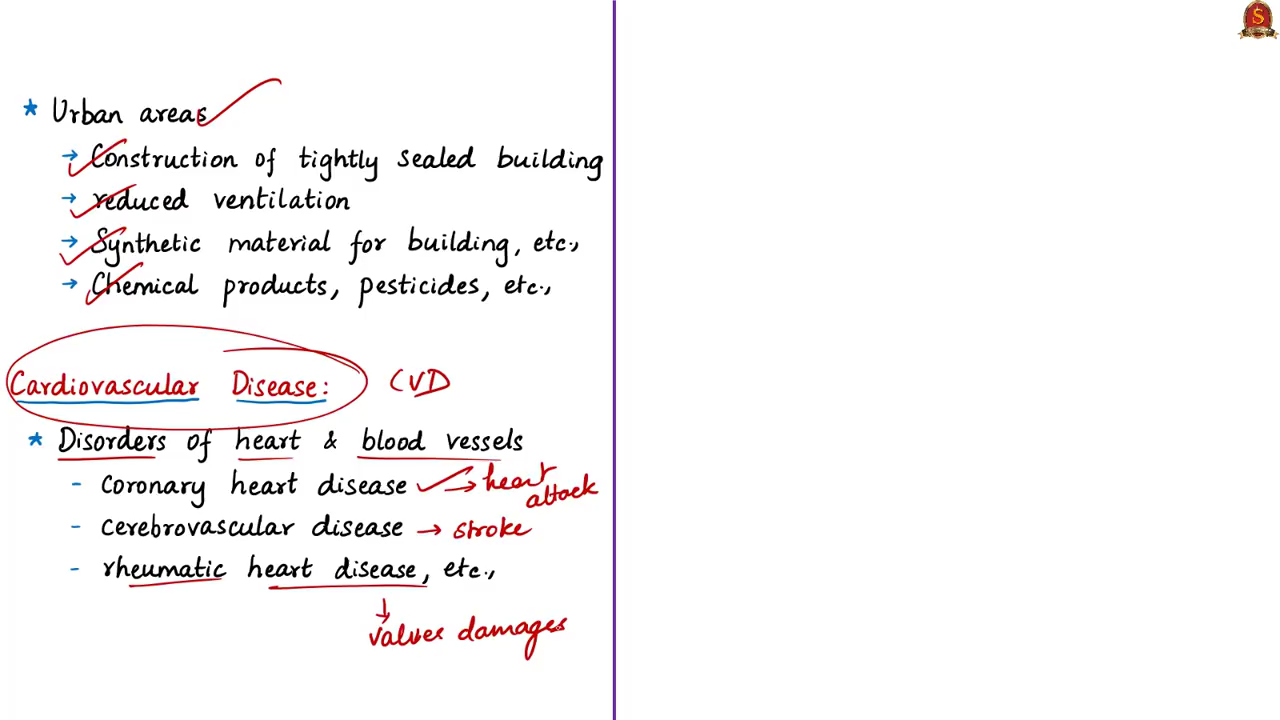 * Urban areas
→ Construction of tightly sealed building
→ reduced ventilation
→ Synthetic material for building, etc.,
→ Chemical products, pesticides, etc.,
Cardiovascular Disease: CVD
* Disorders of heart & blood vessels
- coronary heart disease → heart attack
- cerebrovascular disease → stroke
- rheumatic heart disease, etc.,
valves damages
S